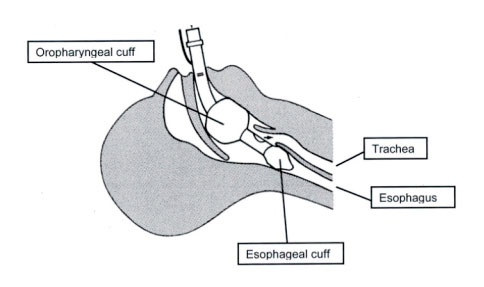 Oropharyngeal cuff
Trachea
Esophagus
Esophageal cuff